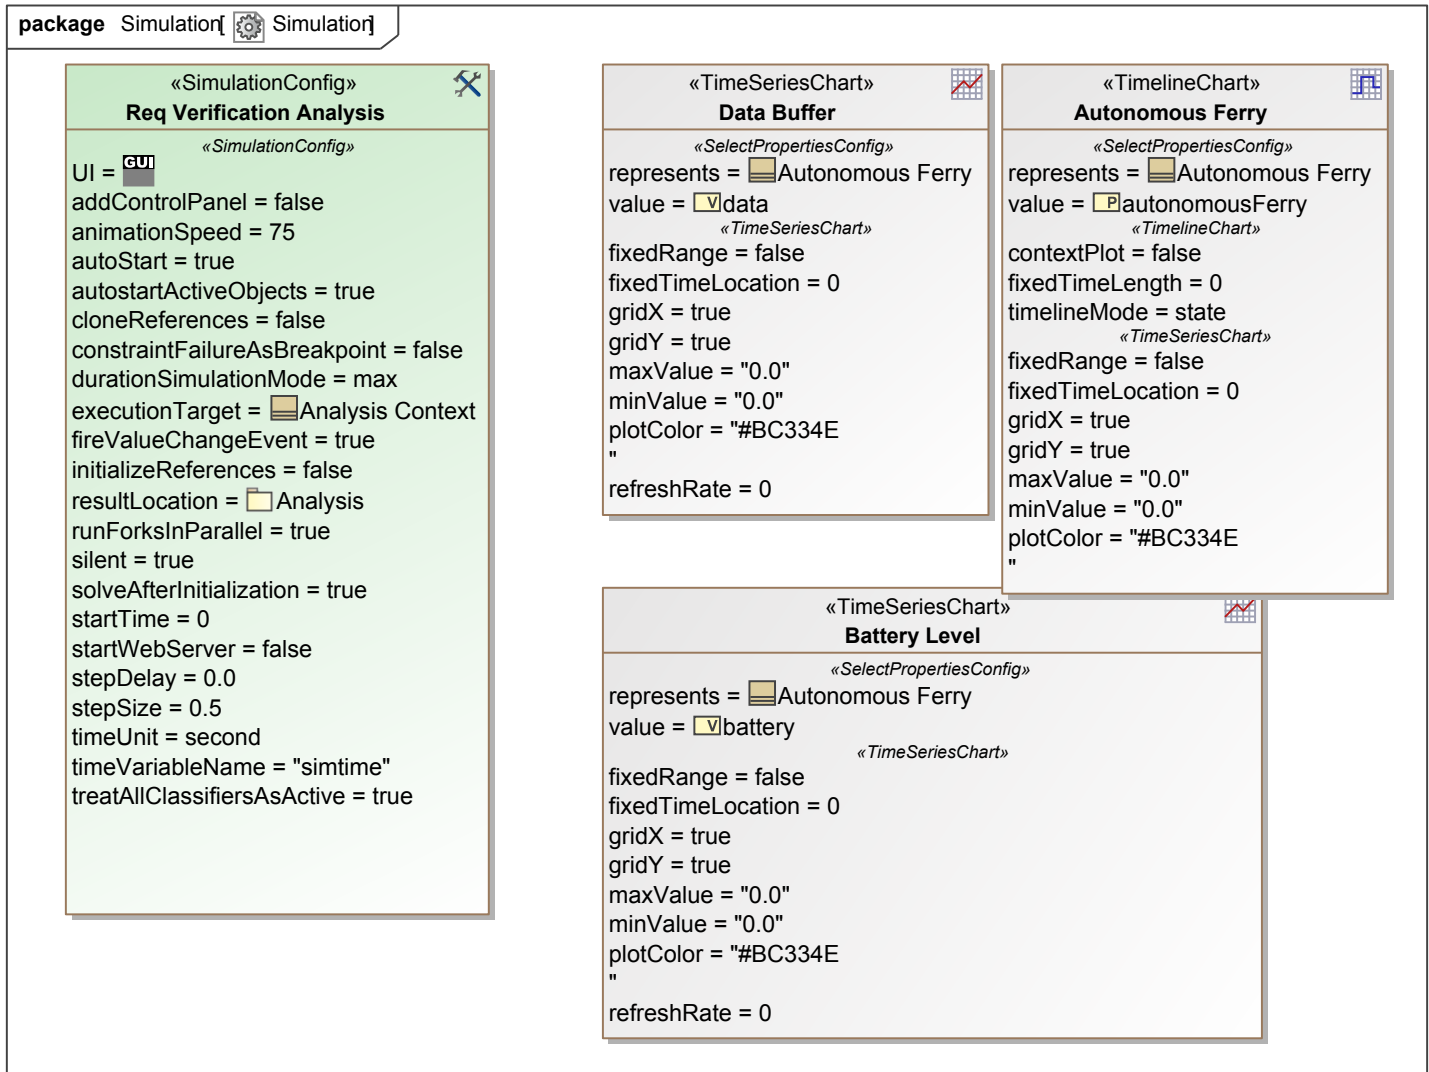 package Simulation[ Simulation]
«SimulationConfig»
Req Verification Analysis
«SimulationConfig»
UI = GUI
addControlPanel = false
animationSpeed = 75
autoStart = true
autostartActiveObjects = true
cloneReferences = false
constraintFailureAsBreakpoint = false
durationSimulationMode = max
executionTarget = Analysis Context
fireValueChangeEvent = true
initializeReferences = false
resultLocation = Analysis
runForksInParallel = true
silent = true
solveAfterInitialization = true
startTime = 0
startWebServer = false
stepDelay = 0.0
stepSize = 0.5
timeUnit = second
timeVariableName = "simtime"
treatAllClassifiersAsActive = true
«TimeSeriesChart»
Data Buffer
«SelectPropertiesConfig»
represents = Autonomous Ferry
value = V data
«TimeSeriesChart»
fixedRange = false
fixedTimeLocation = 0
gridX = true
gridY = true
maxValue = "0.0"
minValue = "0.0"
plotColor = "#BC334E
"
refreshRate = 0
«TimelineChart»
Autonomous Ferry
«SelectPropertiesConfig»
represents = Autonomous Ferry
value = P autonomousFerry
«TimelineChart»
contextPlot = false
fixedTimeLength = 0
timelineMode = state
«TimeSeriesChart»
fixedRange = false
fixedTimeLocation = 0
gridX = true
gridY = true
maxValue = "0.0"
minValue = "0.0"
plotColor = "#BC334E
"
«TimeSeriesChart»
Battery Level
«SelectPropertiesConfig»
represents = Autonomous Ferry
value = V battery
«TimeSeriesChart»
fixedRange = false
fixedTimeLocation = 0
gridX = true
gridY = true
maxValue = "0.0"
minValue = "0.0"
plotColor = "#BC334E
"
refreshRate = 0